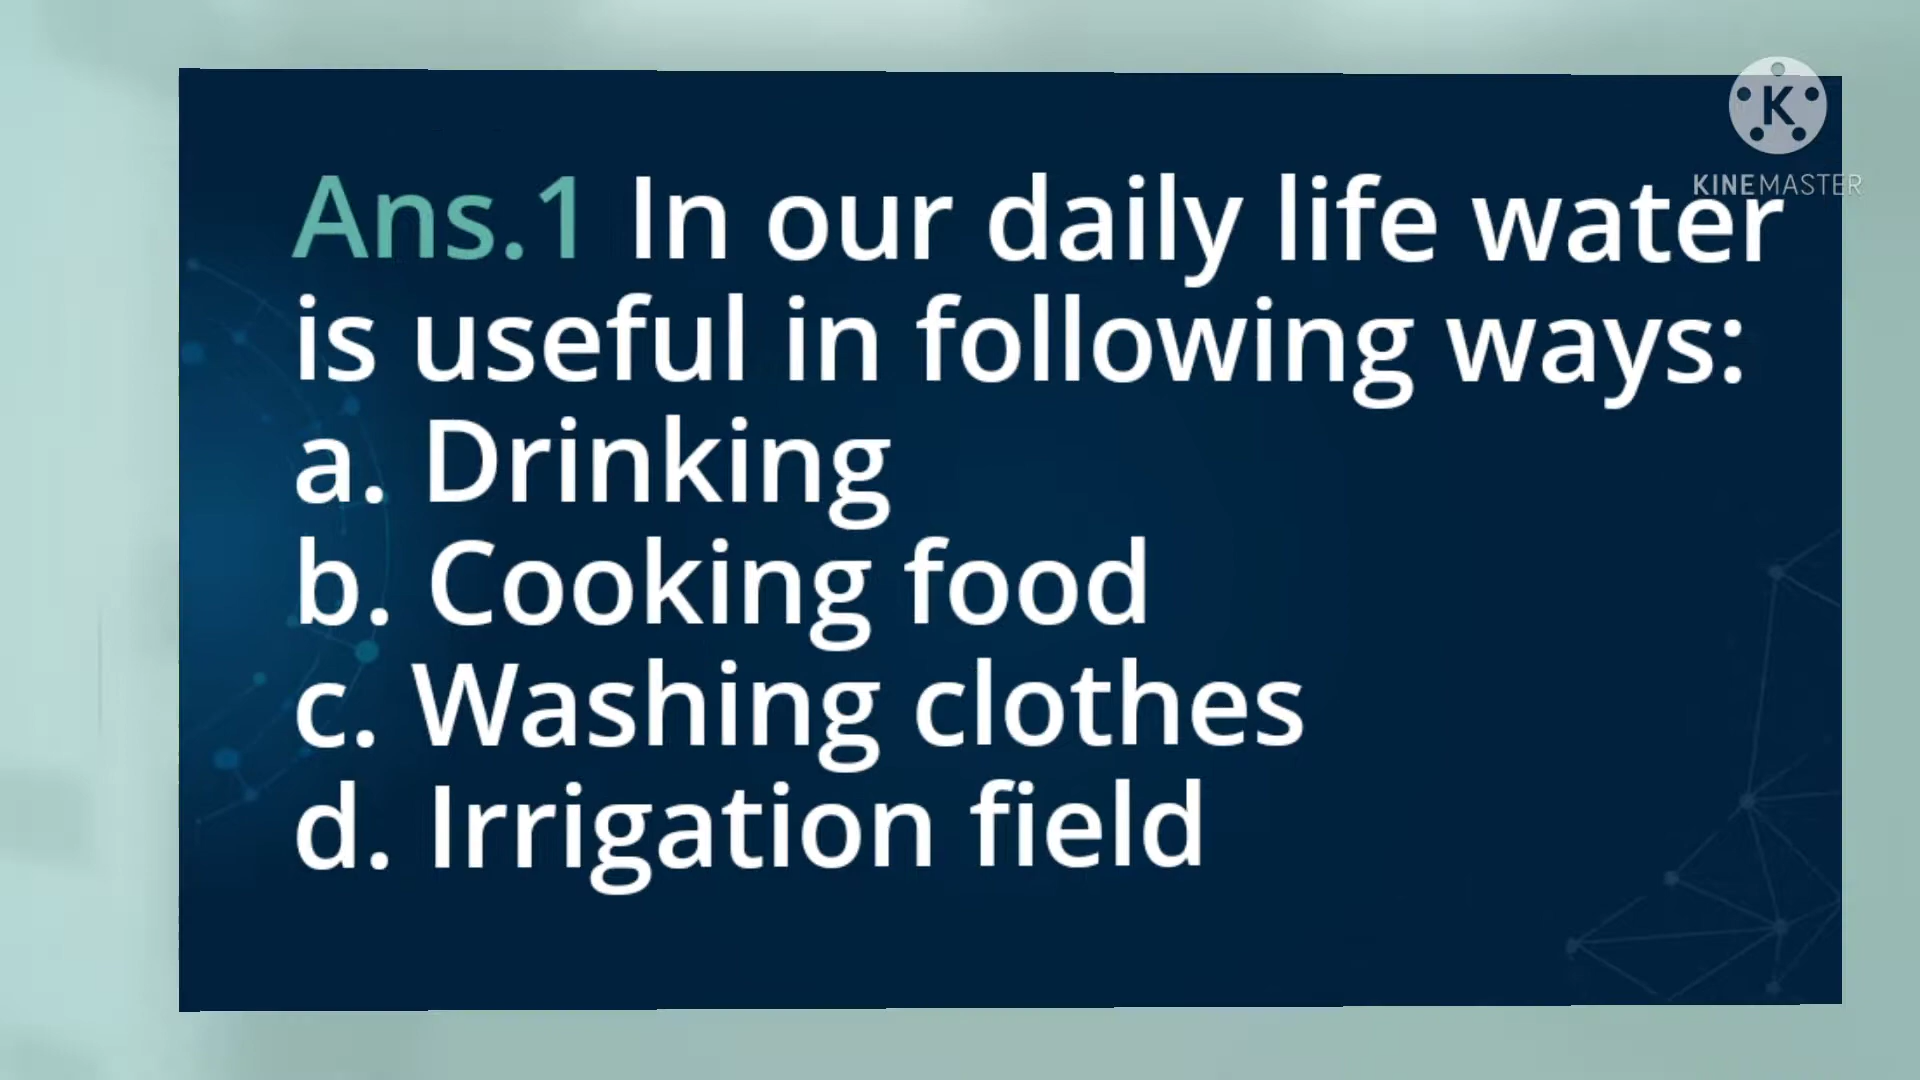 K
KINEMASTER
Ans.1 In our daily life water
is useful in following ways:
a. Drinking
b. Cooking food
c. Washing clothes
d. Irrigation field